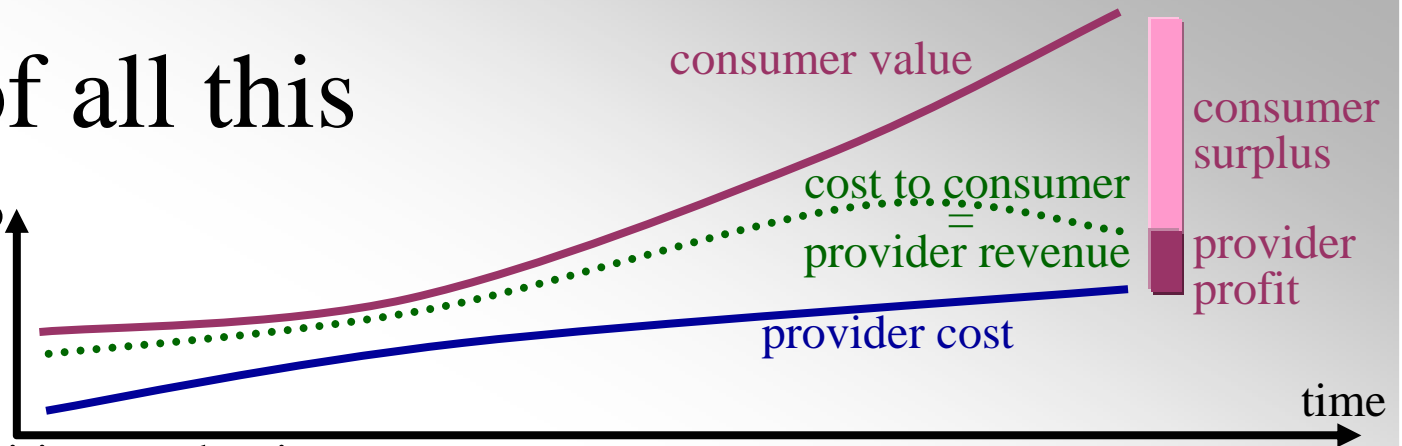 of all this
consumer value
consumer
surplus
cost to consumer
=
provider revenue
provider
profit
provider cost
time